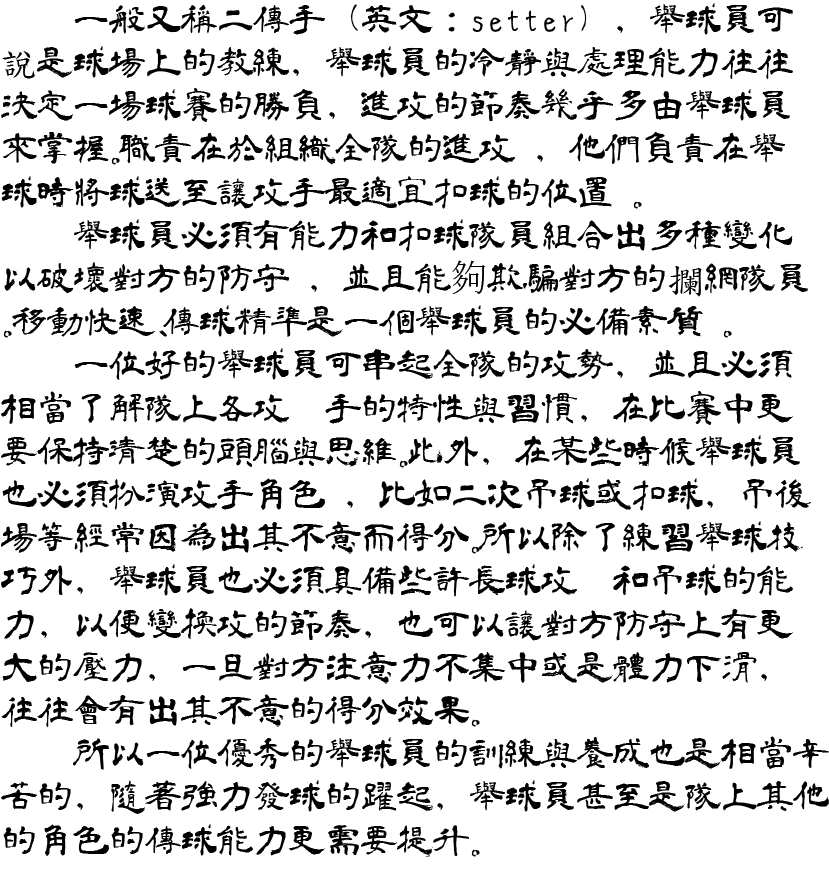 一般又稱二傳手（英文：setter），舉球員可
說是球場上的教練，舉球員的冷靜與處理能力往往
決定一場球賽的勝負，進攻的節奏幾乎多由舉球員
來掌握。職責在於組織全隊的進攻，他們負責在舉
球時將球送至讓攻手最適宜扣球的位置。
舉球員必須有能力和扣球隊員組合出多種變化
以破壞對方的防守，並且能夠欺騙對方的攔網隊員
。移動快速、傳球精準是一個舉球員的必備素質。
一位好的舉球員可串起全隊的攻勢，並且必須
相當了解隊上各攻 手的特性與習慣，在比賽中更
要保持清楚的頭腦與思維。此外，在某些時候舉球員
也必須扮演攻手角色，比如二次吊球或扣球，吊後
場等經常因為出其不意而得分。所以除了練習舉球技
巧外，舉球員也必須具備些許長球攻 和吊球的能
力，以便變換攻的節奏，也可以讓對方防守上有更
大的壓力，一旦對方注意力不集中或是體力下滑，
往往會有出其不意的得分效果。
所以一位優秀的舉球員的訓練與養成也是相當辛
苦的，隨著強力發球的躍起，舉球員甚至是隊上其他
的角色的傳球能力更需要提升。